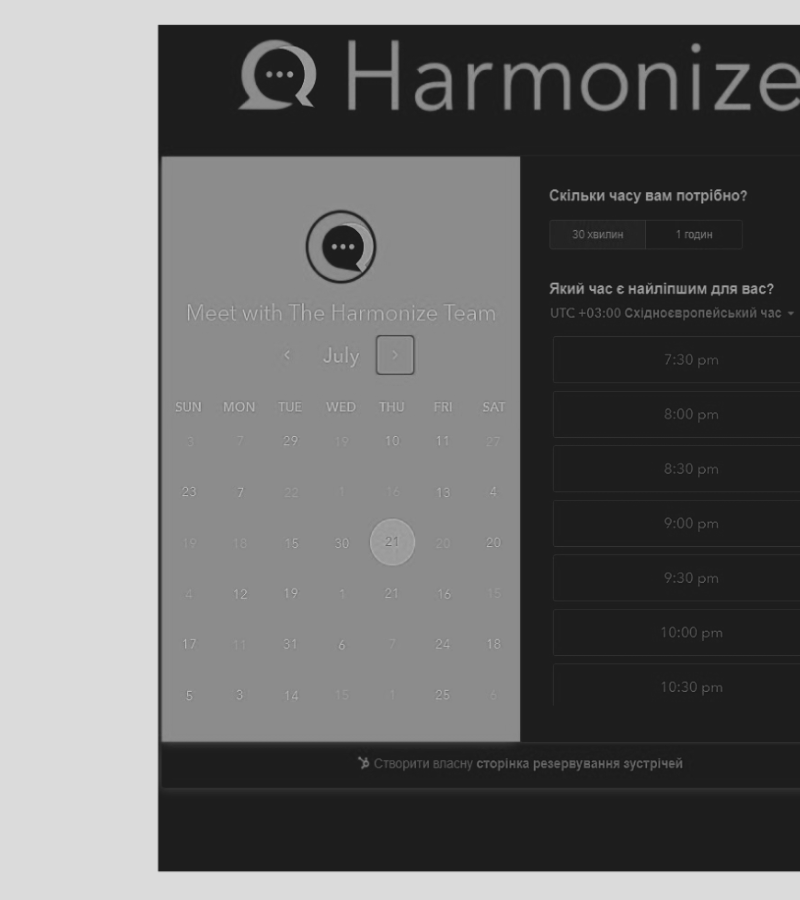 Harmonize
Meet with The Harmonize Team
July
SUN MON TUE WED THU FRI SAT
3 7 29 19 10 11 27
23 7 22 1 16 13 4
19 18 15 30 21 20 20
4 12 19 1 21 16 15
17 11 31 6 7 24 18
5 3 14 15 1 25 6
Скільки часу вам потрібно?
30 хвилин 1 годин
Який час є найліпшим для вас?
UTC +03:00 Східноєвропейський час
7:30 pm
8:00 pm
8:30 pm
9:00 pm
9:30 pm
10:00 pm
10:30 pm
Створити власну сторінка резервування зустрічей